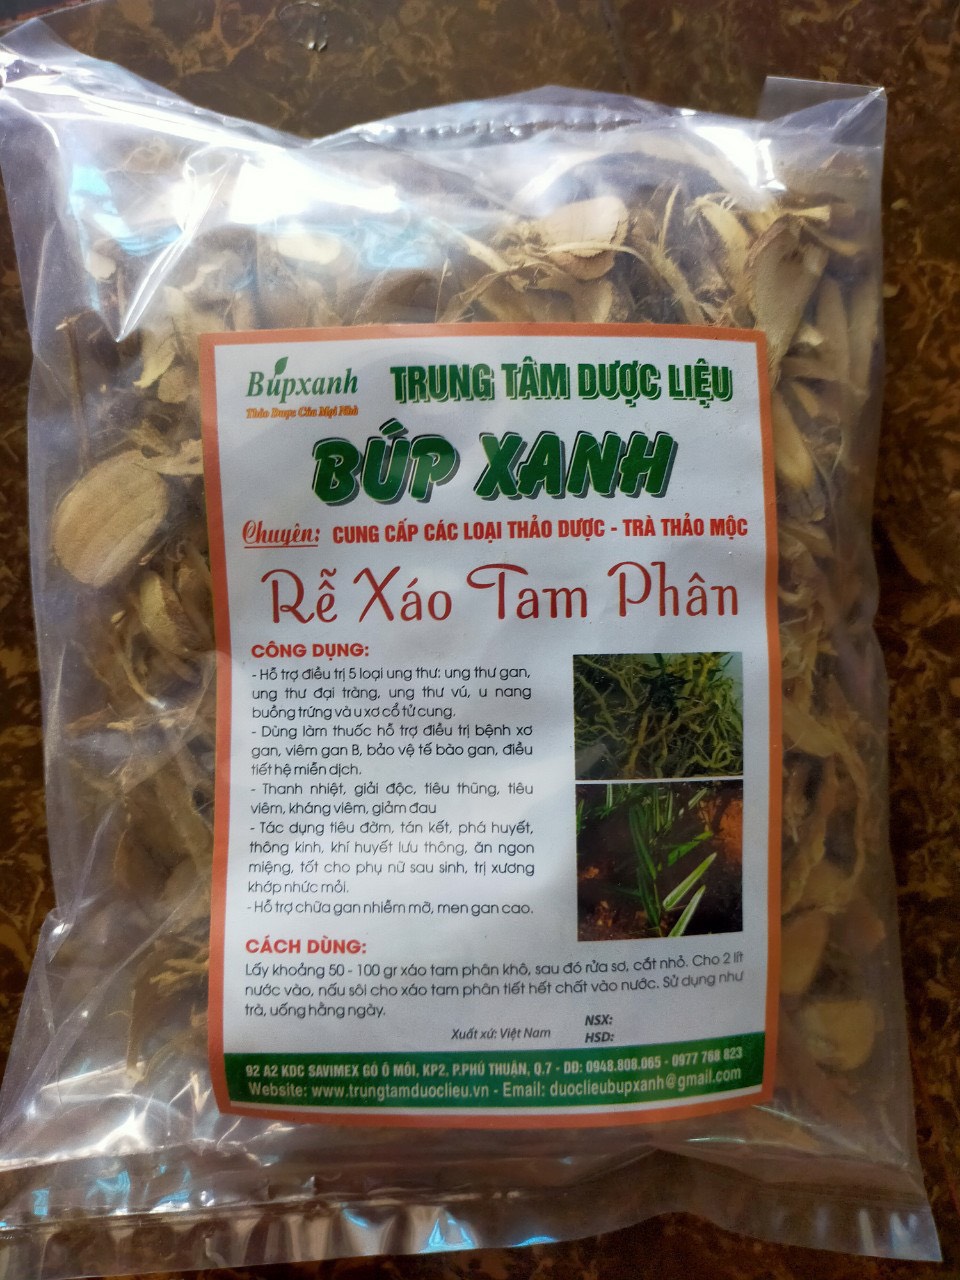 Búpxanh
Thảo Dược Của Mọi Nhà
TRUNG TÂM DƯỢC LIỆU
BÚP XANH
Chuyên: CUNG CẤP CÁC LOẠI THẢO DƯỢC - TRÀ THẢO MỘC
Rễ Xáo Tam Phân
CÔNG DỤNG:
- Hỗ trợ điều trị 5 loại ung thư: ung thư gan,
ung thư đại tràng, ung thư vú, u nang
buồng trứng và u xơ cổ tử cung.
- Dùng làm thuốc hỗ trợ điều trị bệnh xơ
gan, viêm gan B, bảo vệ tế bào gan, điều
tiết hệ miễn dịch.
- Thanh nhiệt, giải độc, tiêu thũng, tiêu
viêm, kháng viêm, giảm đau
- Tác dụng tiêu đờm, tán kết, phá huyết,
thông kinh, khí huyết lưu thông, ăn ngon
miệng, tốt cho phụ nữ sau sinh, trị xương
khớp nhức mỏi.
- Hỗ trợ chữa gan nhiễm mỡ, men gan cao.
CÁCH DÙNG:
Lấy khoảng 50 - 100 gr xáo tam phân khô, sau đó rửa sơ, cắt nhỏ. Cho 2 lít
nước vào, nấu sôi cho xáo tam phân tiết hết chất vào nước. Sử dụng như
trà, uống hằng ngày.
Xuất xứ: Việt Nam
NSX:
HSD:
92 A2 KDC SAVIMEX GÒ Ô MÔI, KP2, P.PHÚ THUẬN, Q.7 - DĐ: 0948.808.065 - 0977 768 823
Website: www.trungtamduoclieu.vn - Email: duoclieubupxanh@gmail.com